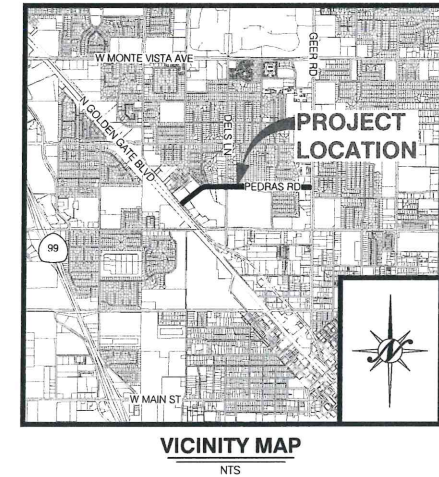 W MONTE VISTA AVE
GEER RD
N GOLDEN GATE BLVD
DELS LN
PROJECT
LOCATION
PEDRAS RD
99
N
W MAIN ST
VICINITY MAP
NTS